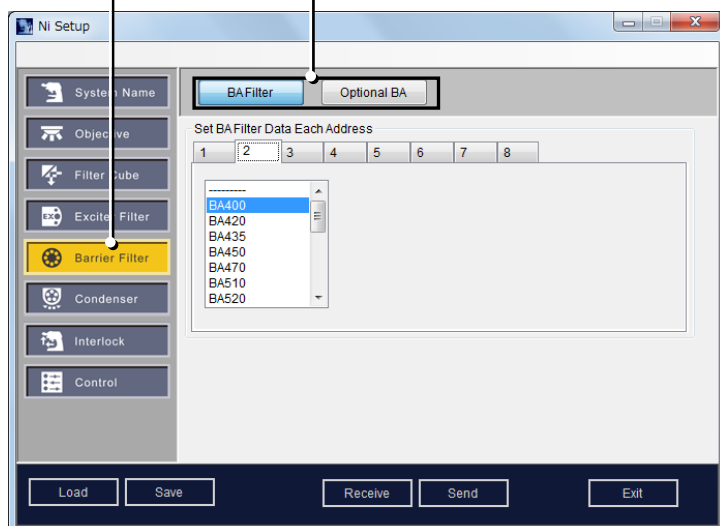 Ni Setup
System Name
BA Filter
Optional BA
Objective
Set BA Filter Data Each Address
1 2 3 4 5 6 7 8
Filter Cube
---------
BA400
BA420
BA435
BA450
BA470
BA510
BA520
EXC Exciter Filter
Barrier Filter
Condenser
Interlock
Control
Load Save Receive Send Exit